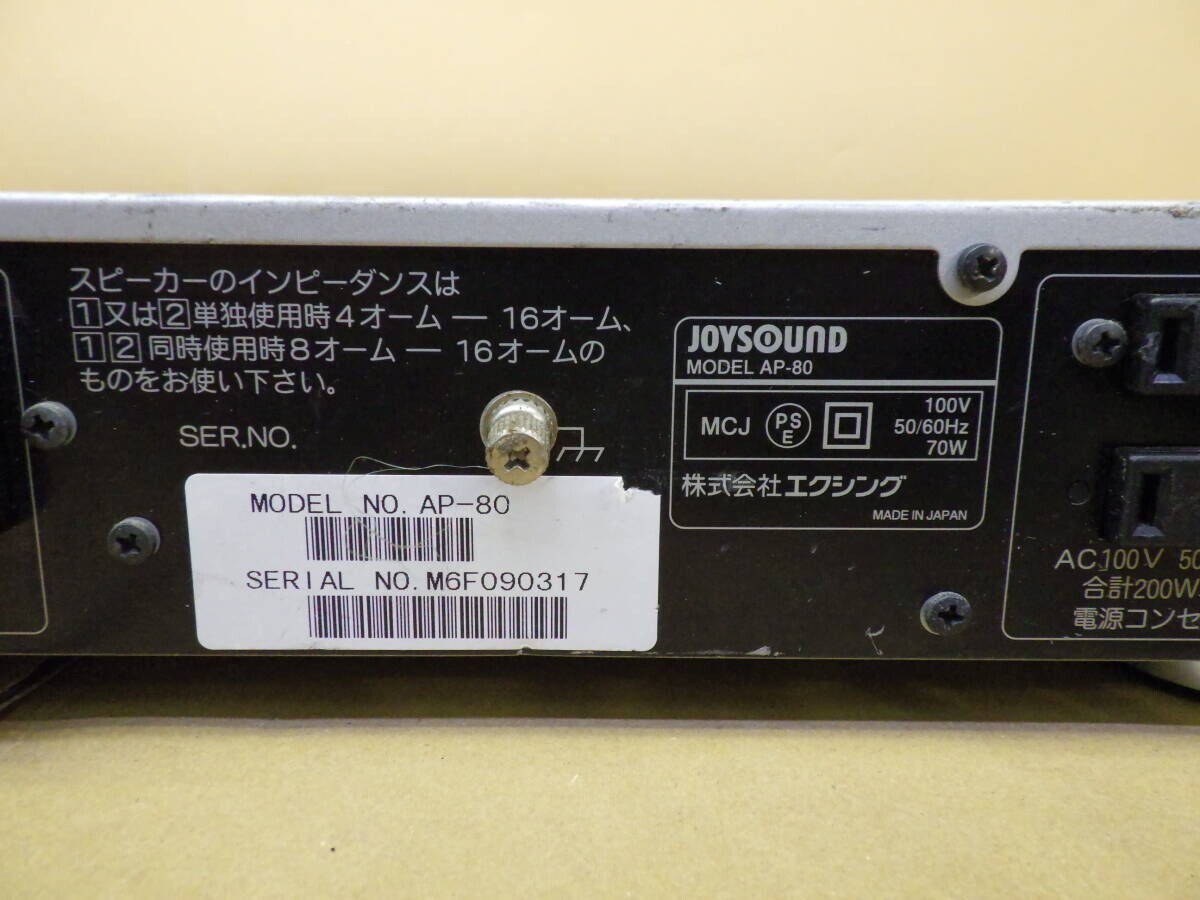 スピーカーのインピーダンスは
1又は2単独使用時4オーム ー 16オーム、
12同時使用時8オーム ー 16オームの
ものをお使い下さい。
SER.NO.
MODEL NO. AP-80
SERIAL NO. M6F090317
JOYSOUND
MODEL AP-80
MCJ PSE 100V
50/60Hz
70W
株式会社エクシング
MADE IN JAPAN
AC100V 50
合計200W
電源コンセ